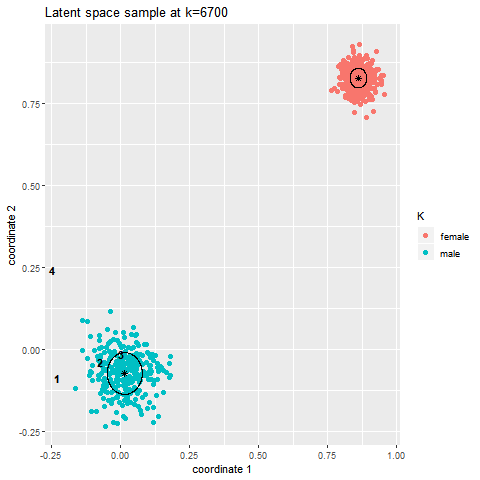 Latent space sample at k=6700
0.75
0.50
0.25
0.00
-0.25
coordinate 2
4
3
2
1
-0.25 0.00 0.25 0.50 0.75 1.00
coordinate 1
K
female
male